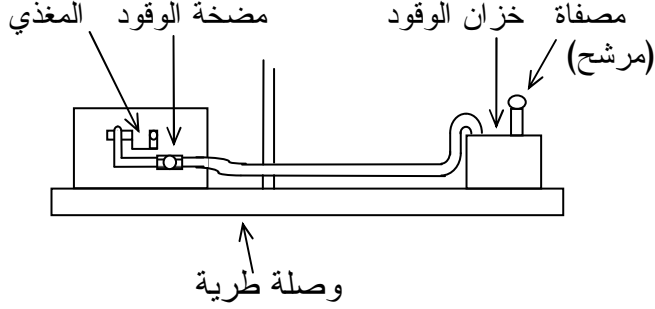 مصفاة
(مرشح)
خزان الوقود
مضخة الوقود
المغذي
وصلة طرية